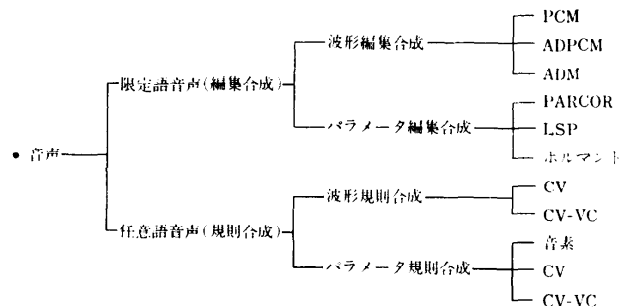 PCM
波形編集合成
ADPCM
限定語音声(編集合成)
ADM
PARCOR
パラメータ編集合成
LSP
ホルマント
• 音声
CV
波形規則合成
CV-VC
任意語音声(規則合成)
音素
パラメータ規則合成
CV
CV-VC